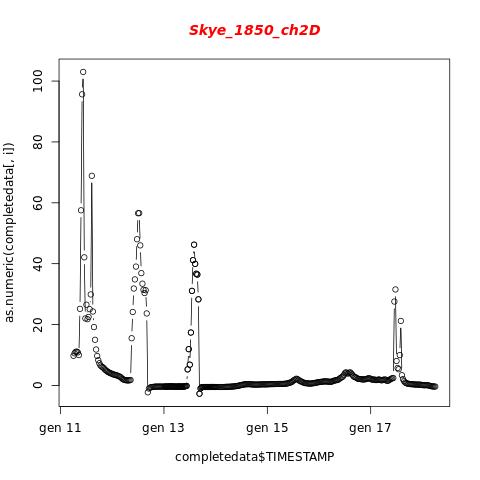 Skye_1850_ch2D
as.numeric(completedata[, i])
100
80
60
40
20
0
gen 11
gen 13
gen 15
gen 17
completedata$TIMESTAMP